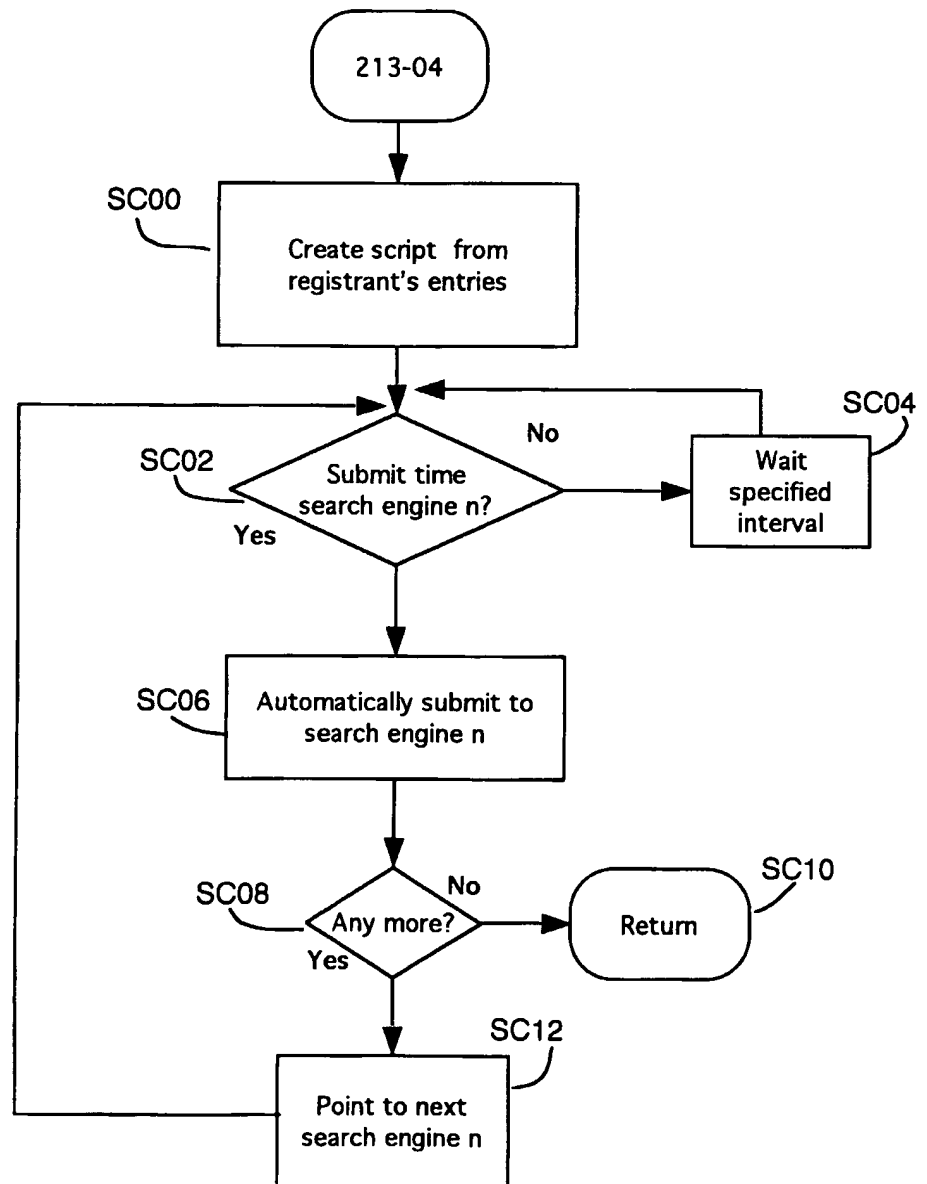 213-04
SC00
Create script from
registrant's entries
SC04
No
SC02
Submit time
search engine n?
Wait
specified
interval
Yes
SC06
Automatically submit to
search engine n
SC08
No
SC10
Any more?
Return
Yes
SC12
Point to next
search engine n